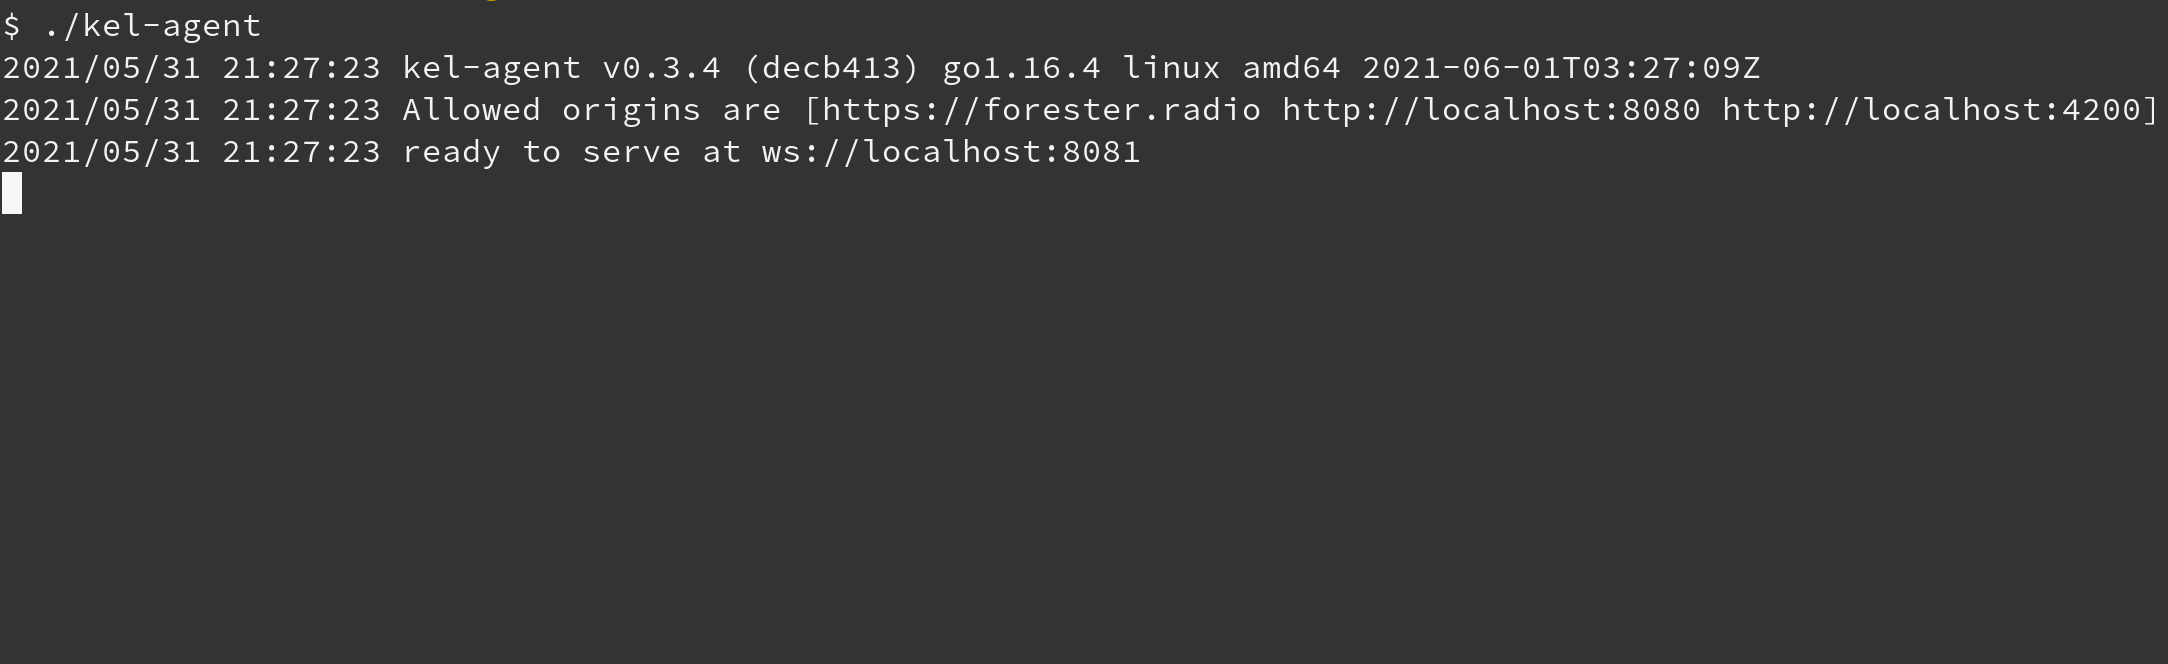 $ ./kel-agent
2021/05/31 21:27:23 kel-agent v0.3.4 (decb413) go1.16.4 linux amd64 2021-06-01T03:27:09Z
2021/05/31 21:27:23 Allowed origins are [https://forester.radio http://localhost:8080 http://localhost:4200]
2021/05/31 21:27:23 ready to serve at ws://localhost:8081